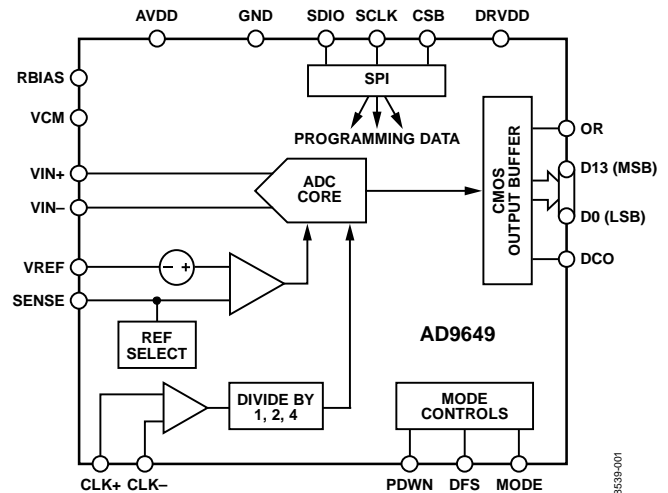 AVDD GND SDIO SCLK CSB DRVDD
RBIAS
SPI
VCM
PROGRAMMING DATA
OR
VIN+
ADC
CORE
CMOS
OUTPUT BUFFER
D13 (MSB)
VIN–
D0 (LSB)
VREF
– +
DCO
SENSE
REF
SELECT
AD9649
DIVIDE BY
1, 2, 4
MODE
CONTROLS
CLK+ CLK– PDWN DFS MODE
8539-001